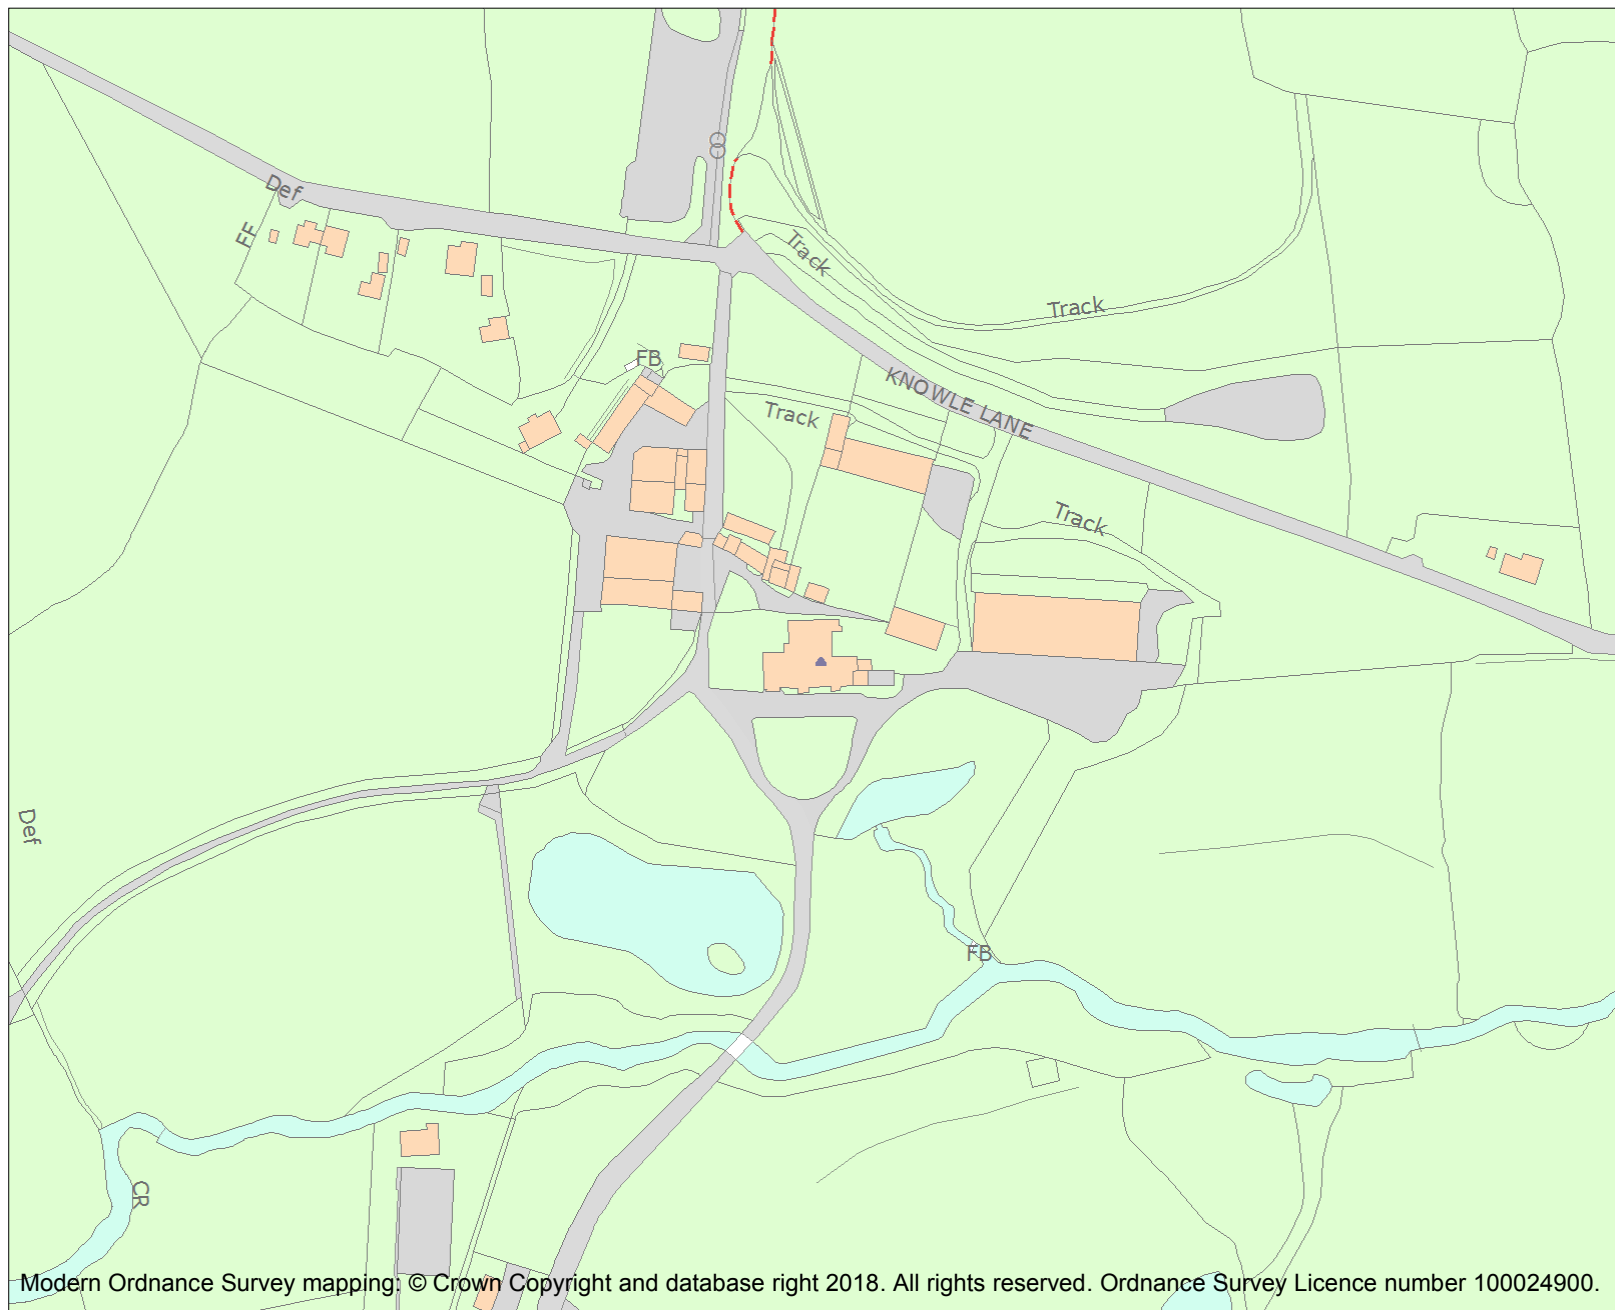 Def
FF
Track
Track
FB
KNOWLE LANE
Track
Track
Def
FB
CR
Modern Ordnance Survey mapping: © Crown Copyright and database right 2018. All rights reserved. Ordnance Survey Licence number 100024900.